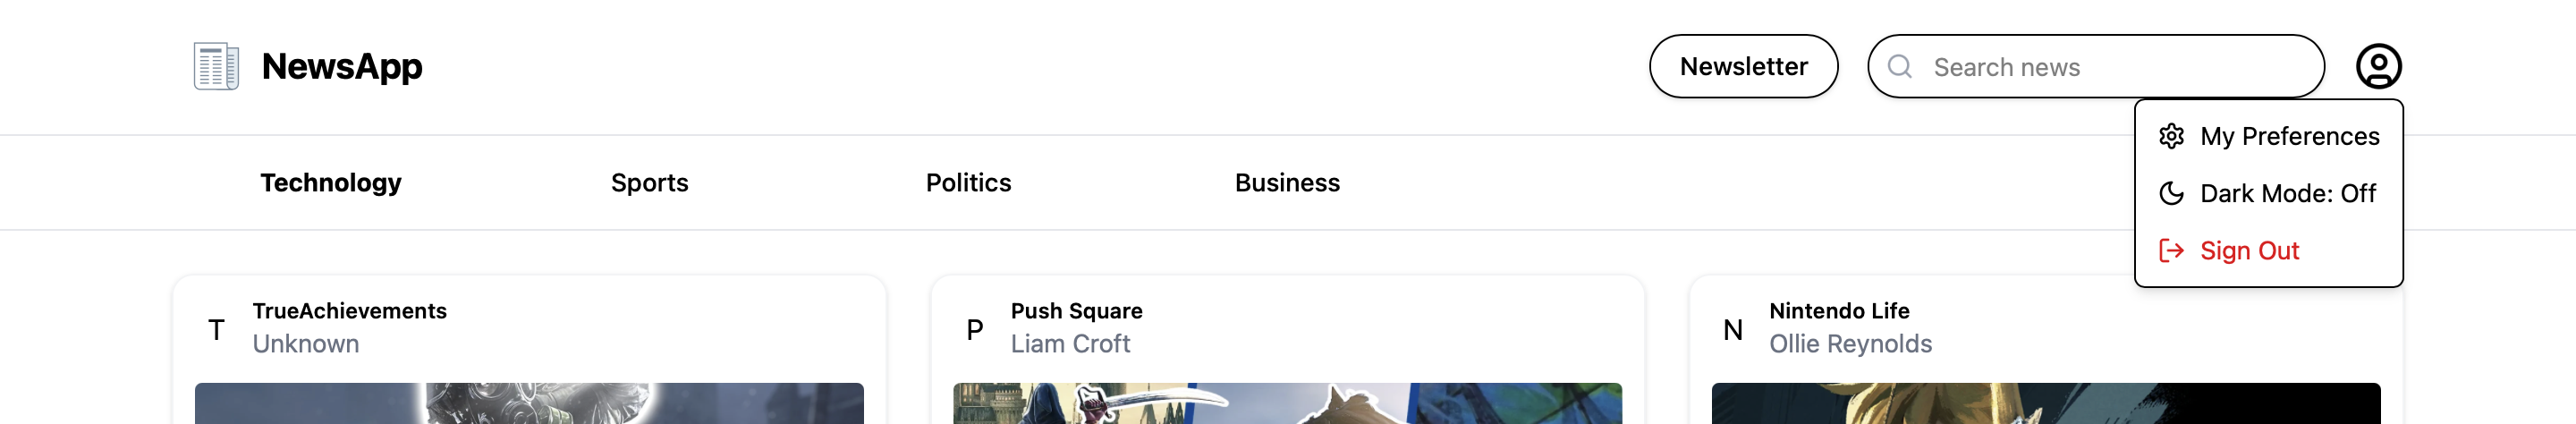 NewsApp
Newsletter
Search news
My Preferences
Dark Mode: Off
Sign Out
Technology
Sports
Politics
Business
T
TrueAchievements
Unknown
P
Push Square
Liam Croft
N
Nintendo Life
Ollie Reynolds